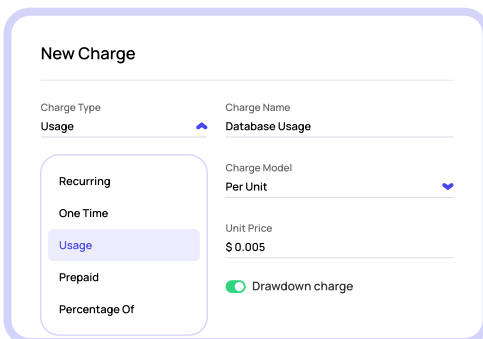 New Charge
Charge Type
Usage
Charge Name
Database Usage
Recurring
One Time
Usage
Prepaid
Percentage Of
Charge Model
Per Unit
Unit Price
$ 0.005
Drawdown charge